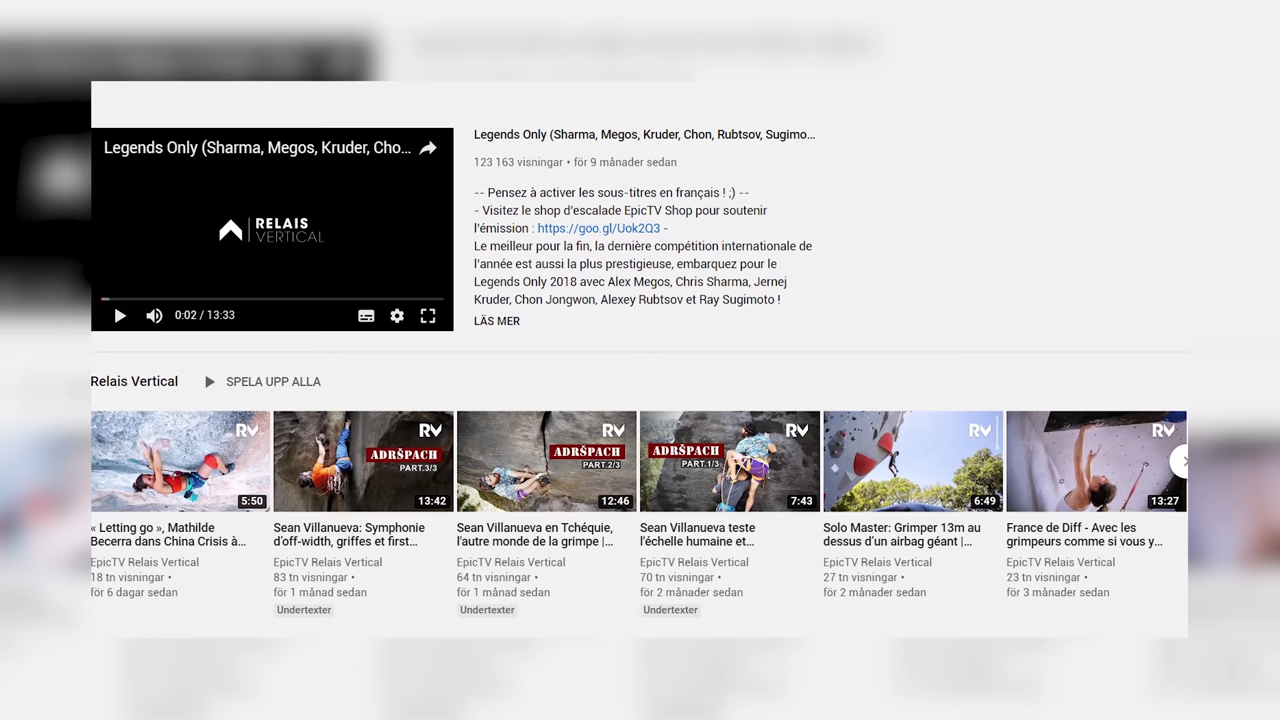 Legends Only (Sharma, Megos, Kruder, Cho...
RELAIS
VERTICAL
0:02 / 13:33
Legends Only (Sharma, Megos, Kruder, Chon, Rubtsov, Sugimo...
123 163 visningar • för 9 månader sedan
-- Pensez à activer les sous-titres en français ! ;) --
- Visitez le shop d'escalade EpicTV Shop pour soutenir
l'émission : https://goo.gl/Uok2Q3 -
Le meilleur pour la fin, la dernière compétition internationale de
l'année est aussi la plus prestigieuse, embarquez pour le
Legends Only 2018 avec Alex Megos, Chris Sharma, Jernej
Kruder, Chon Jongwon, Alexey Rubtsov et Ray Sugimoto !
LÄS MER
Relais Vertical
SPELA UPP ALLA
RV
5:50
« Letting go », Mathilde
Becerra dans China Crisis à...
EpicTV Relais Vertical
18 tn visningar •
för 6 dagar sedan
RV
ADRŠPACH
PART.3/3
13:42
Sean Villanueva: Symphonie
d'off-width, griffes et first...
EpicTV Relais Vertical
83 tn visningar •
för 1 månad sedan
Undertexter
RV
ADRŠPACH
PART.2/3
12:46
Sean Villanueva en Tchéquie,
l'autre monde de la grimpe |...
EpicTV Relais Vertical
64 tn visningar •
för 1 månad sedan
Undertexter
RV
ADRŠPACH
PART.1/3
7:43
Sean Villanueva teste
l'échelle humaine et...
EpicTV Relais Vertical
70 tn visningar •
för 2 månader sedan
Undertexter
RV
6:49
Solo Master: Grimper 13m au
dessus d'un airbag géant |...
EpicTV Relais Vertical
27 tn visningar •
för 2 månader sedan
RV
13:27
France de Diff - Avec les
grimpeurs comme si vous y...
EpicTV Relais Vertical
23 tn visningar •
för 3 månader sedan